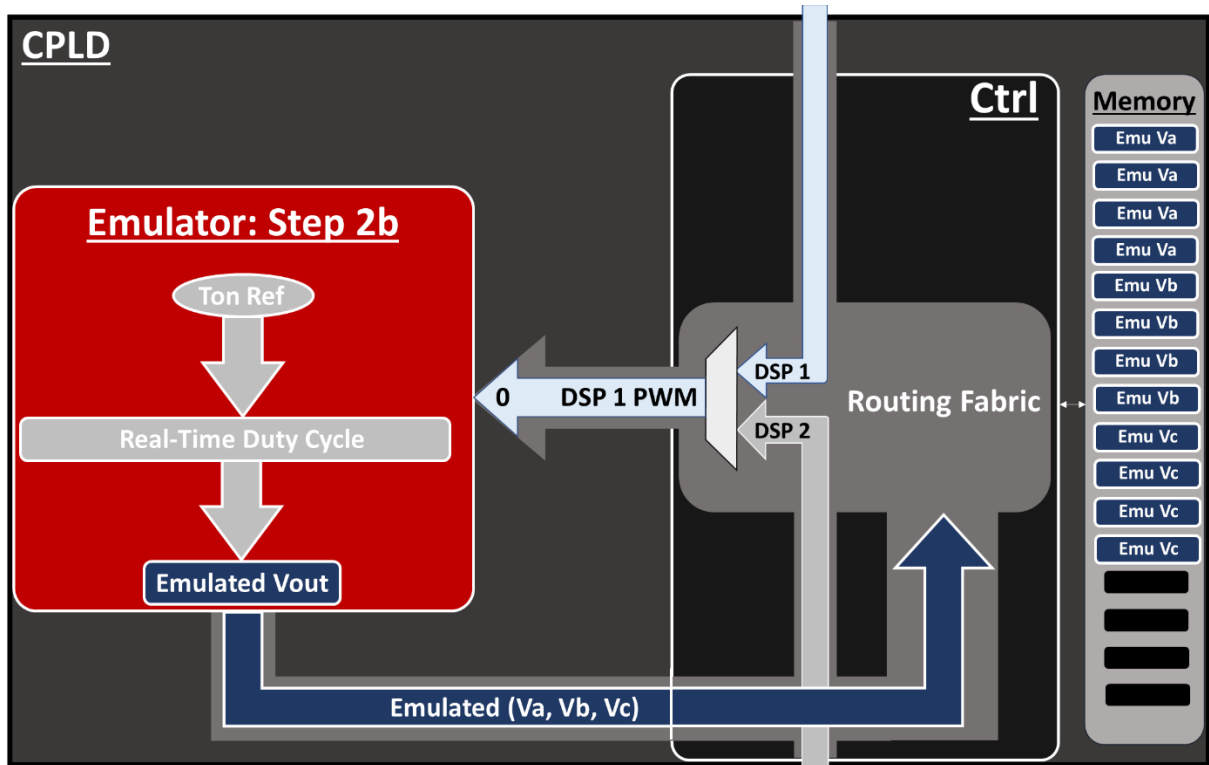 CPLD
Ctrl
Memory
Emu Va
Emu Va
Emu Va
Emu Va
Emu Vb
Emu Vb
Emu Vb
Emu Vb
Emu Vc
Emu Vc
Emu Vc
Emu Vc
Emulator: Step 2b
Ton Ref
Real-Time Duty Cycle
Emulated Vout
0 DSP 1 PWM
DSP 1
DSP 2
Routing Fabric
Emulated (Va, Vb, Vc)